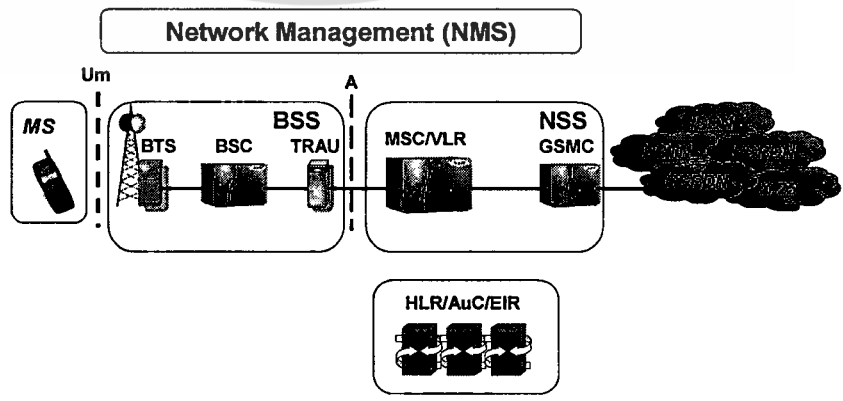 Network Management (NMS)
Um
A
MS
BSS
NSS
BTS
BSC
TRAU
MSC/VLR
GSMC
HLR/AuC/EIR